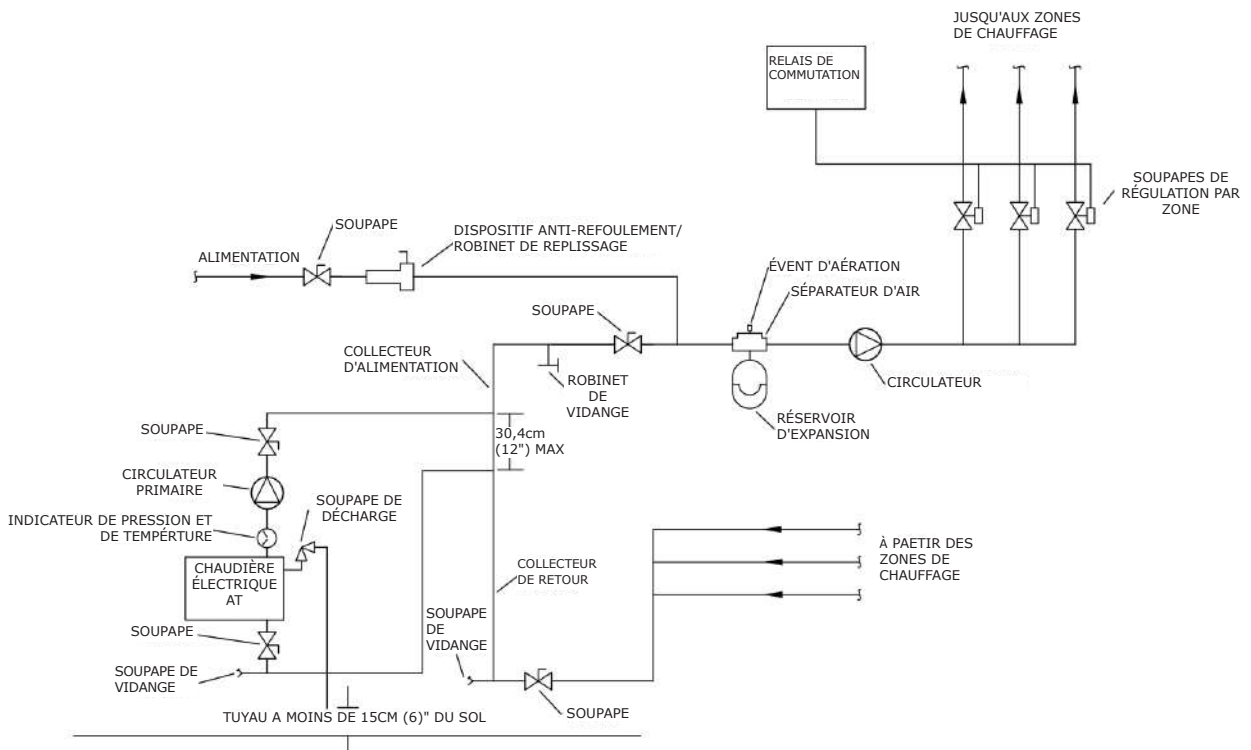 JUSQU'AUX ZONES
DE CHAUFFAGE
RELAIS DE
COMMUTATION
SOUPAPES DE
RÉGULATION PAR
ZONE
SOUPAPE
DISPOSITIF ANTI-REFOULEMENT/
ROBINET DE REPLISSAGE
ALIMENTATION
ÉVENT D'AÉRATION
SÉPARATEUR D'AIR
SOUPAPE
COLLECTEUR
D'ALIMENTATION
ROBINET
DE
VIDANGE
CIRCULATEUR
RÉSERVOIR
D'EXPANSION
SOUPAPE
30,4cm
(12") MAX
CIRCULATEUR
PRIMAIRE
SOUPAPE DE
DÉCHARGE
INDICATEUR DE PRESSION ET
DE TEMPÉRTURE
CHAUDIÈRE
ÉLECTRIQUE
AT
À PAETIR DES
ZONES DE
CHAUFFAGE
COLLECTEUR
DE RETOUR
SOUPAPE
SOUPAPE
DE
VIDANGE
SOUPAPE DE
VIDANGE
SOUPAPE
TUYAU A MOINS DE 15CM (6)" DU SOL